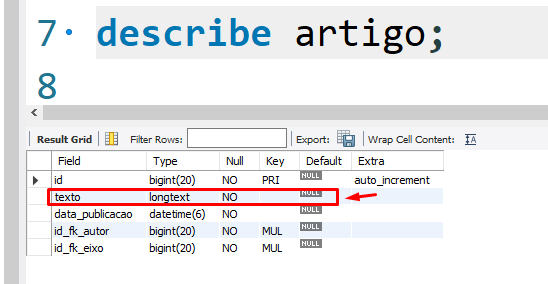 7 describe artigo;
8
Result Grid Filter Rows: Export: Wrap Cell Content:
Field Type Null Key Default Extra
id bigint(20) NO PRI NULL auto_increment
texto longtext NO NULL
data_publicacao datetime(6) NO NULL
id_fk_autor bigint(20) NO MUL NULL
id_fk_eixo bigint(20) NO MUL NULL